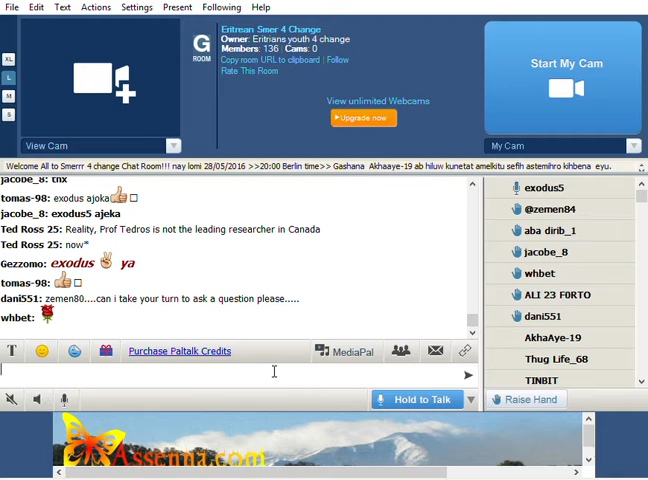 File Edit Text Actions Settings Present Following Help
XL
L
M
S
View Cam
G
ROOM
Eritrean Smer 4 Change
Owner: Eritrians youth 4 change
Members: 136 | Cams: 0
Copy room URL to clipboard | Follow
Rate This Room
View unlimited Webcams
Upgrade now
Start My Cam
My Cam
Welcome All to Smerrr 4 change Chat Room!!! nay lomi 28/05/2016 >>20:00 Berlin time>> Gashana Akhaaye-19 ab hiluw kunetat amelkitu sefih astemihro kihbena eyu.
jacobe_8: tnx
tomas-98: exodus ajoka
jacobe_8: exodus5 ajeka
Ted Ross 25: Reality, Prof Tedros is not the leading researcher in Canada
Ted Ross 25: now*
Gezzomo: exodus ya
tomas-98:
dani551: zemen80....can i take your turn to ask a question please.....
whbet:
exodus5
@zemen84
aba dirib_1
jacobe_8
whbet
ALI 23 F0RTO
dani551
AkhaAye-19
Thug Life_68
TINBIT
T
Purchase Paltalk Credits
MediaPal
Hold to Talk
Raise Hand
Assenna.com